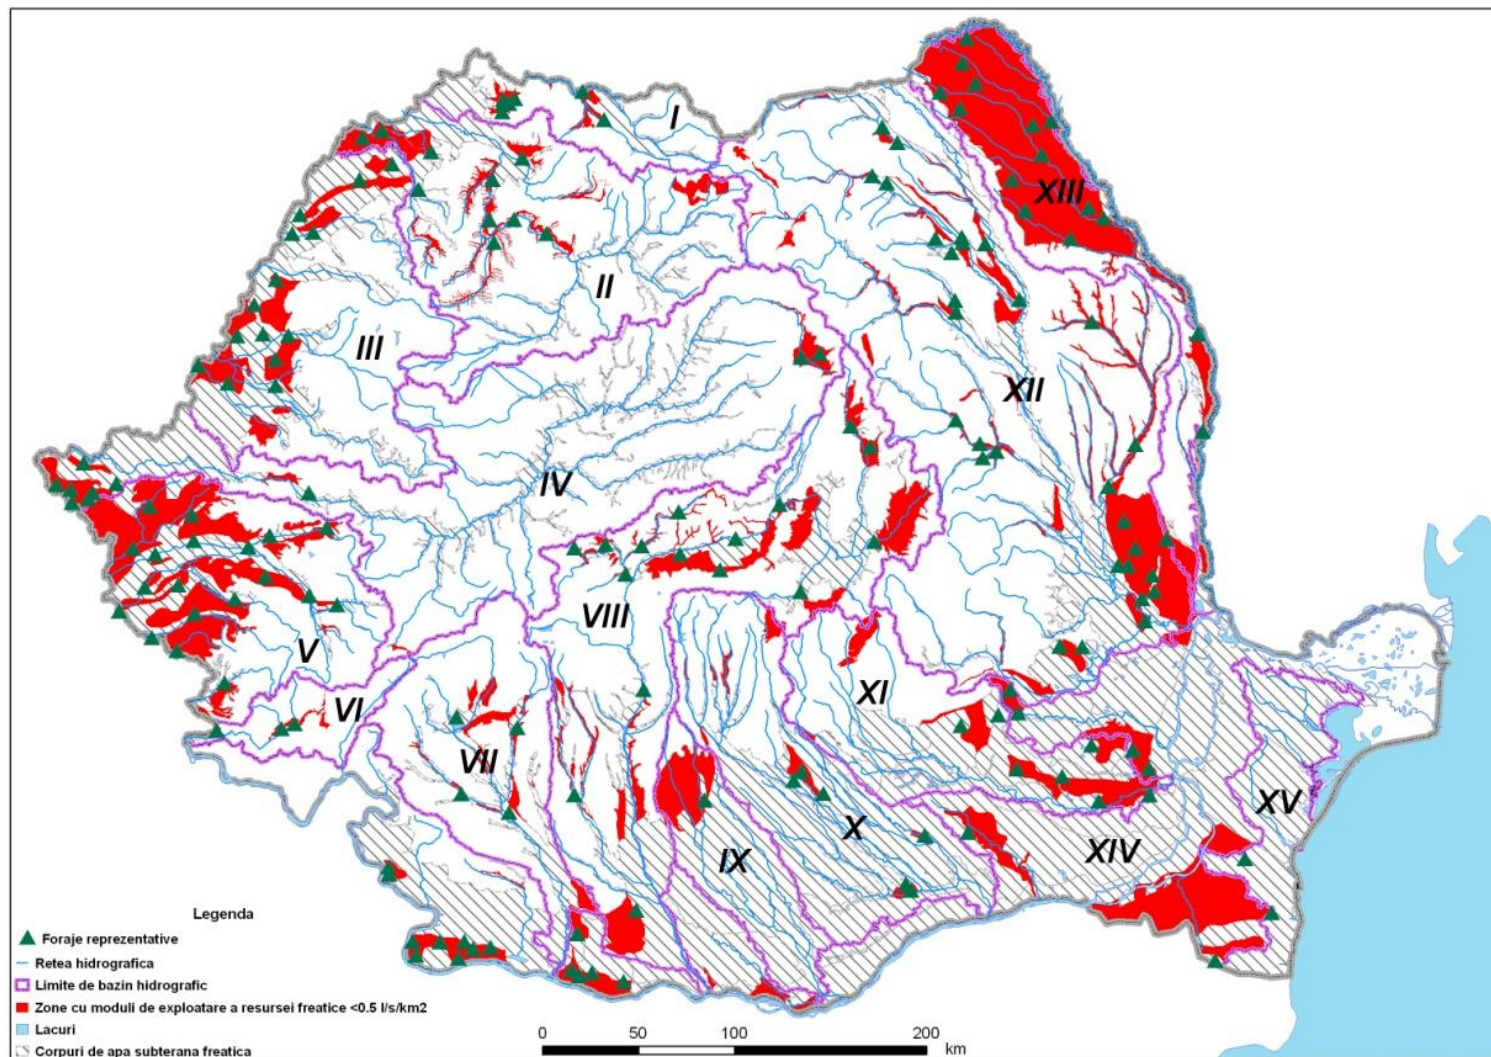 I
XIII
II
III
XII
IV
VIII
V
VI
XI
VII
XV
X
XIV
IX
Legenda
Foraje reprezentative
Retea hidrografica
Limite de bazin hidrografic
Zone cu moduli de exploatare a resursei freatice <0.5 l/s/km2
Lacuri
Corpuri de apa subterana freatica
0 50 100 200
km